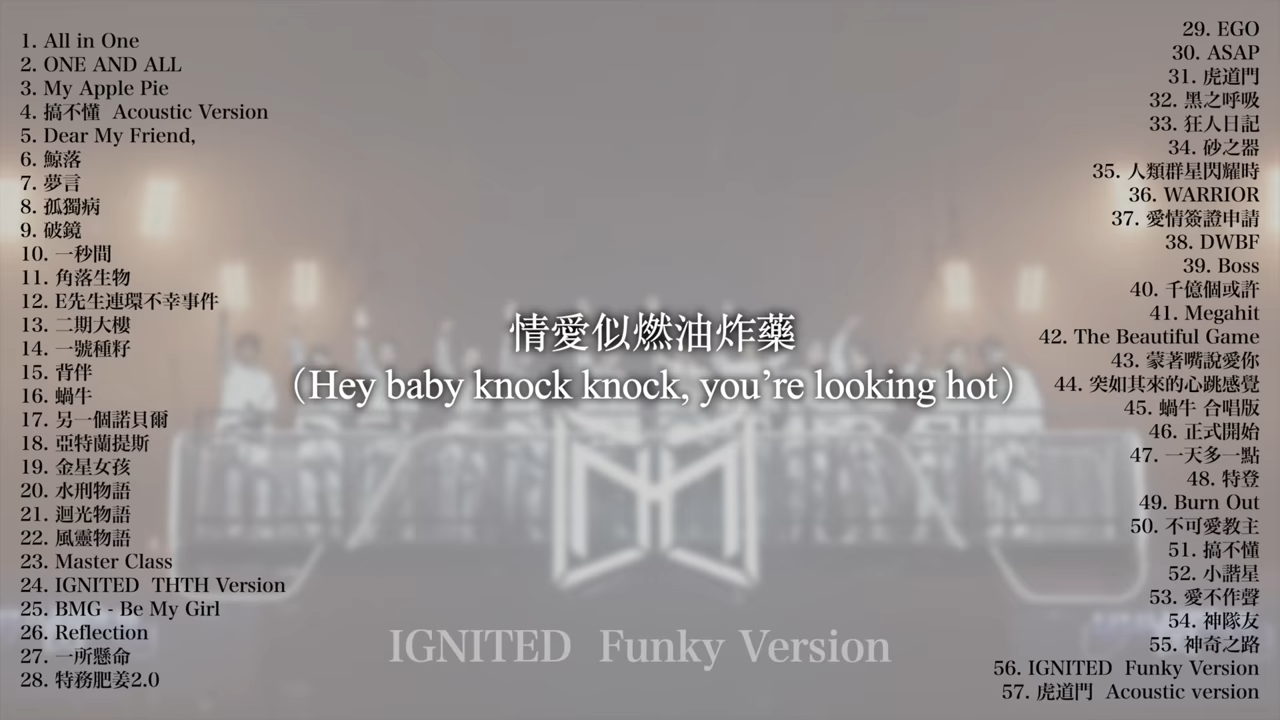 1. All in One
2. ONE AND ALL
3. My Apple Pie
4. 搞不懂  Acoustic Version
5. Dear My Friend,
6. 鯨落
7. 夢言
8. 孤獨病
9. 破鏡
10. 一秒間
11. 角落生物
12. E先生連環不幸事件
13. 二期大樓
14. 一號種籽
15. 背伴
16. 蝸牛
17. 另一個諾貝爾
18. 亞特蘭提斯
19. 金星女孩
20. 水刑物語
21. 迴光物語
22. 風靈物語
23. Master Class
24. IGNITED  THTH Version
25. BMG - Be My Girl
26. Reflection
27. 一所懸命
28. 特務肥姜2.0
情愛似燃油炸藥
（Hey baby knock knock, you’re looking hot）
IGNITED  Funky Version
29. EGO
30. ASAP
31. 虎道門
32. 黑之呼吸
33. 狂人日記
34. 砂之器
35. 人類群星閃耀時
36. WARRIOR
37. 愛情簽證申請
38. DWBF
39. Boss
40. 千億個或許
41. Megahit
42. The Beautiful Game
43. 蒙著嘴說愛你
44. 突如其來的心跳感覺
45. 蝸牛 合唱版
46. 正式開始
47. 一天多一點
48. 特登
49. Burn Out
50. 不可愛教主
51. 搞不懂
52. 小諧星
53. 愛不作聲
54. 神隊友
55. 神奇之路
56. IGNITED  Funky Version
57. 虎道門  Acoustic version